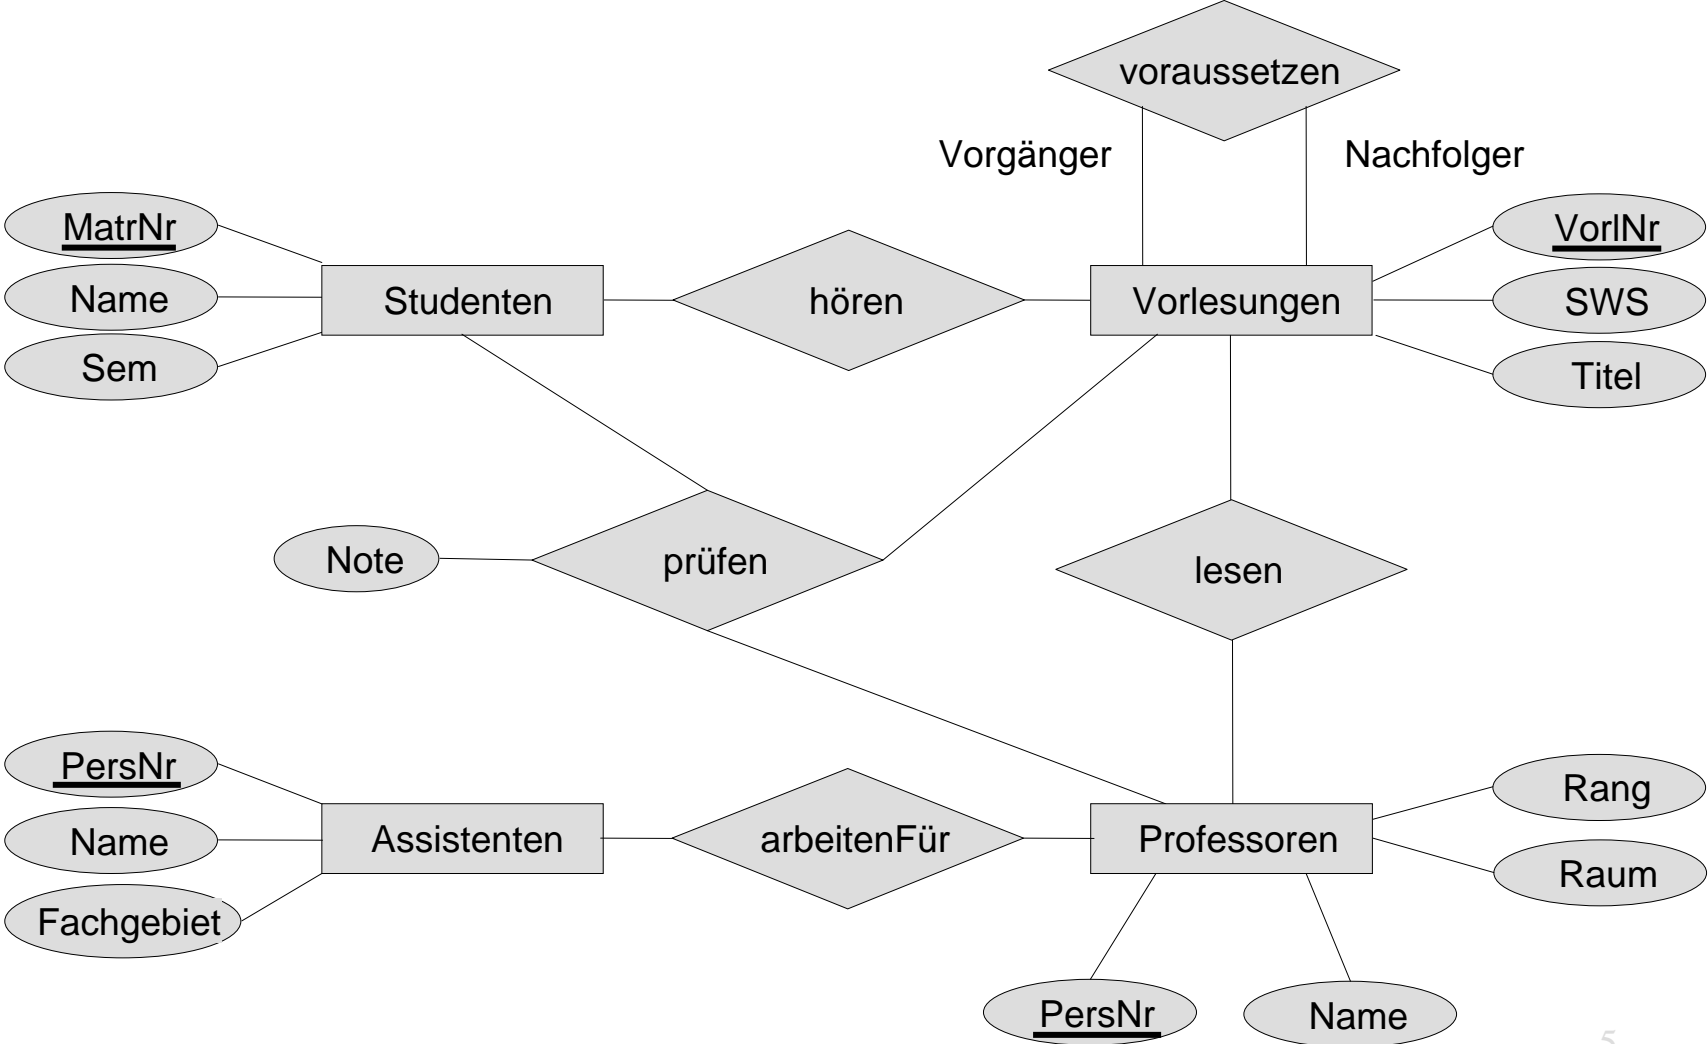 voraussetzen
Vorgänger
Nachfolger
MatrNr
VorlNr
Name
Studenten
hören
Vorlesungen
SWS
Sem
Titel
Note
prüfen
lesen
PersNr
Rang
Name
Assistenten
arbeitenFür
Professoren
Raum
Fachgebiet
PersNr
Name
5